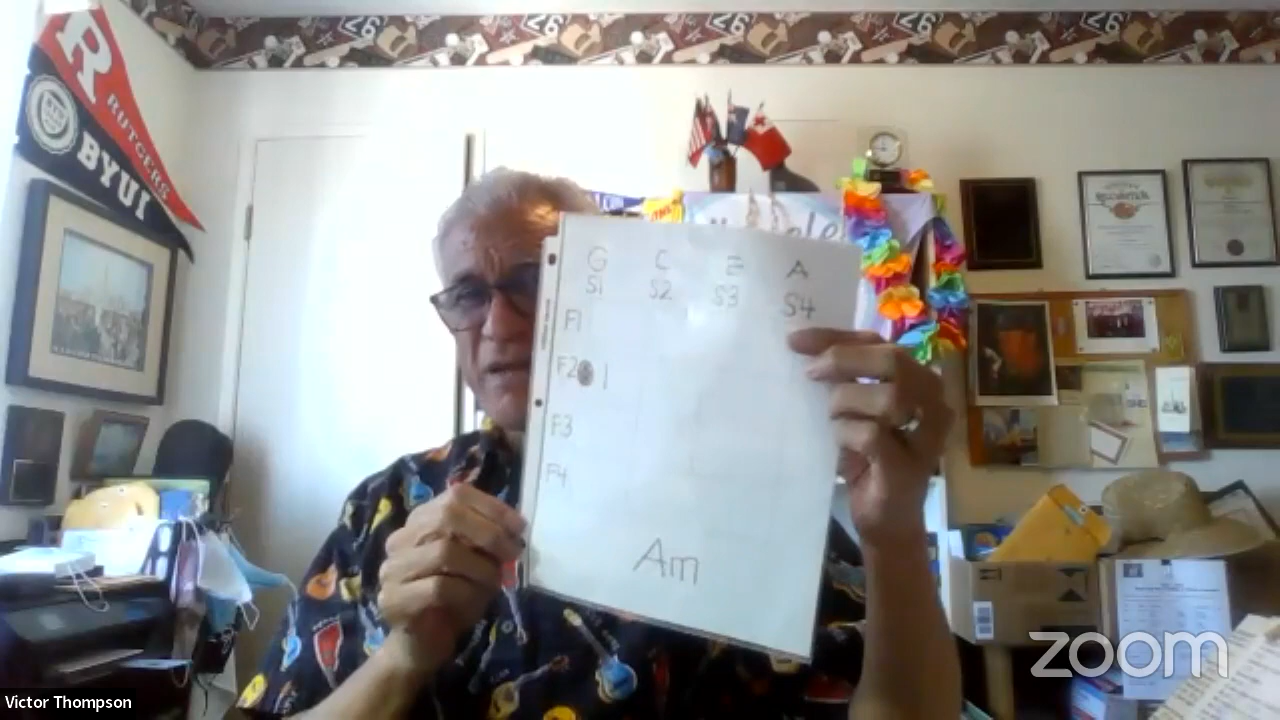 R RUTGERS
BYUI
G C E A
S1 S2 S3 S4
F1
F2 1
F3
F4
Am
zoom
Victor Thompson